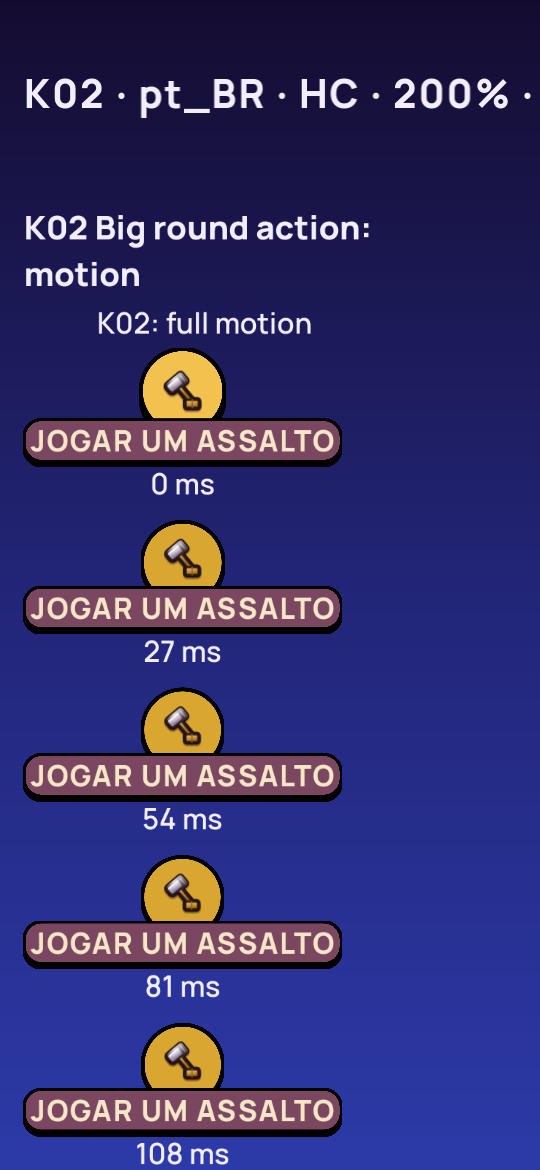 K02 · pt_BR · HC · 200% ·
K02 Big round action:
motion
K02: full motion
JOGAR UM ASSALTO
0 ms
JOGAR UM ASSALTO
27 ms
JOGAR UM ASSALTO
54 ms
JOGAR UM ASSALTO
81 ms
JOGAR UM ASSALTO
108 ms